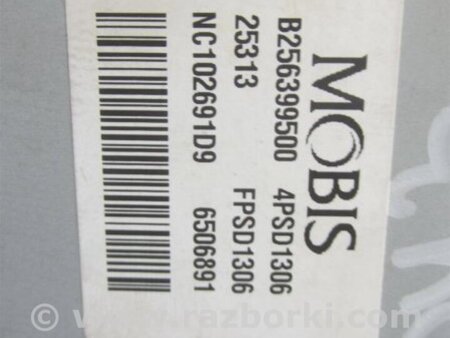 MOBIS
B256399500 4PSD1306
25313 FPSD1306
NC102691D9 6506891
© www.razborki.com